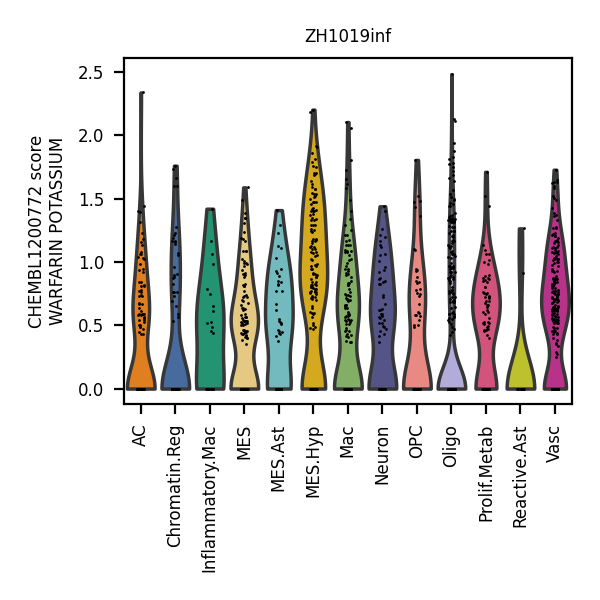 ZH1019inf
CHEMBL1200772 score
WARFARIN POTASSIUM
2.5
2.0
1.5
1.0
0.5
0.0
AC
Chromatin.Reg
Inflammatory.Mac
MES
MES.Ast
MES.Hyp
Mac
Neuron
OPC
Oligo
Prolif.Metab
Reactive.Ast
Vasc